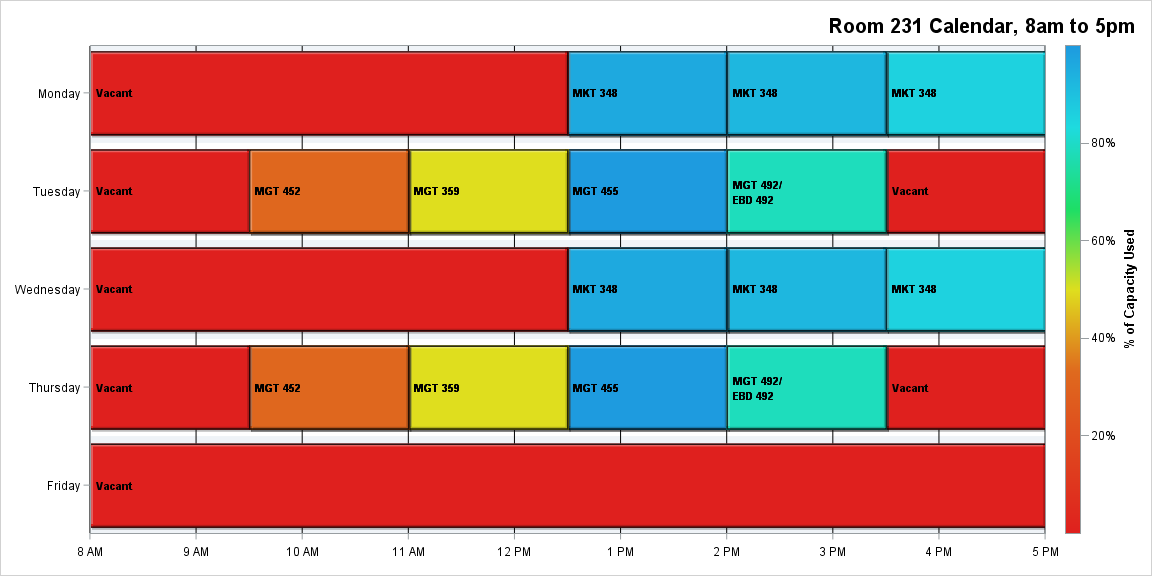 Room 231 Calendar, 8am to 5pm
Monday
Vacant
MKT 348
MKT 348
MKT 348
Tuesday
Vacant
MGT 452
MGT 359
MGT 455
MGT 492/
EBD 492
Vacant
Wednesday
Vacant
MKT 348
MKT 348
MKT 348
Thursday
Vacant
MGT 452
MGT 359
MGT 455
MGT 492/
EBD 492
Vacant
Friday
Vacant
8 AM
9 AM
10 AM
11 AM
12 PM
1 PM
2 PM
3 PM
4 PM
5 PM
80%
60%
40%
20%
% of Capacity Used